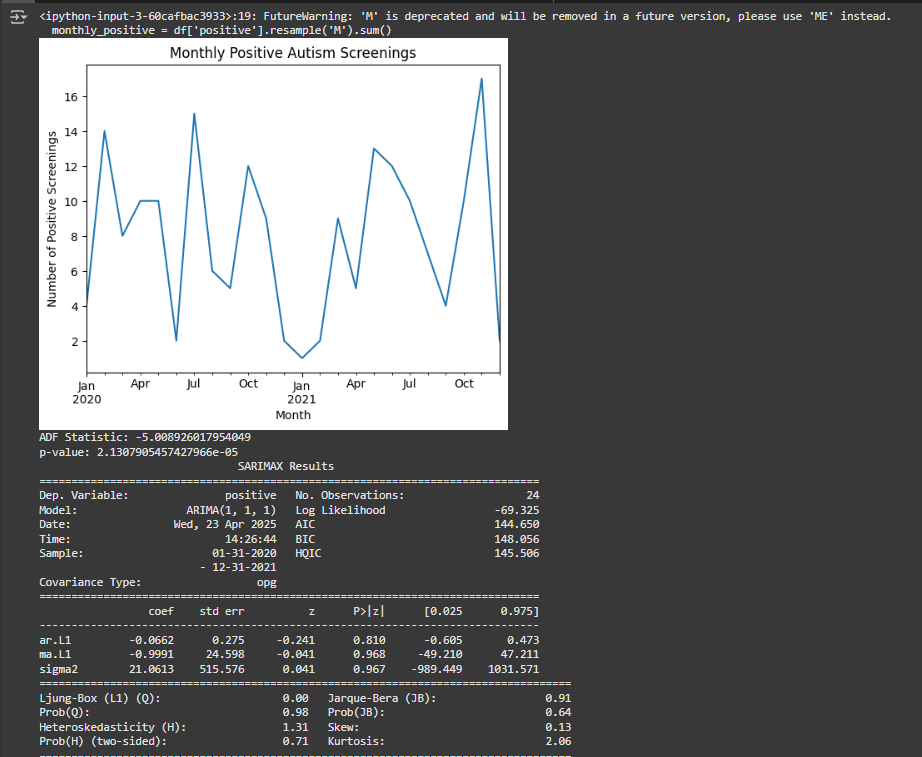 <ipython-input-3-60cafbac3933>:19: FutureWarning: 'M' is deprecated and will be removed in a future version, please use 'ME' instead.
monthly_positive = df['positive'].resample('M').sum()
Monthly Positive Autism Screenings
Number of Positive Screenings
16
14
12
10
8
6
4
2
Jan Apr Jul Oct Jan Apr Jul Oct
2020 2021
Month
ADF Statistic: -5.008926017954049
p-value: 2.1307905457427966e-05
SARIMAX Results
==============================================================================
Dep. Variable: positive No. Observations: 24
Model: ARIMA(1, 1, 1) Log Likelihood -69.325
Date: Wed, 23 Apr 2025 AIC 144.650
Time: 14:26:44 BIC 148.056
Sample: 01-31-2020 HQIC 145.506
- 12-31-2021
Covariance Type: opg
==============================================================================
coef std err z P>|z| [0.025 0.975]
------------------------------------------------------------------------------
ar.L1 -0.0662 0.275 -0.241 0.810 -0.605 0.473
ma.L1 -0.9991 24.598 -0.041 0.968 -49.210 47.211
sigma2 21.0613 515.576 0.041 0.967 -989.449 1031.571
===================================================================================
Ljung-Box (L1) (Q): 0.00 Jarque-Bera (JB): 0.91
Prob(Q): 0.98 Prob(JB): 0.64
Heteroskedasticity (H): 1.31 Skew: 0.13
Prob(H) (two-sided): 0.71 Kurtosis: 2.06
===================================================================================